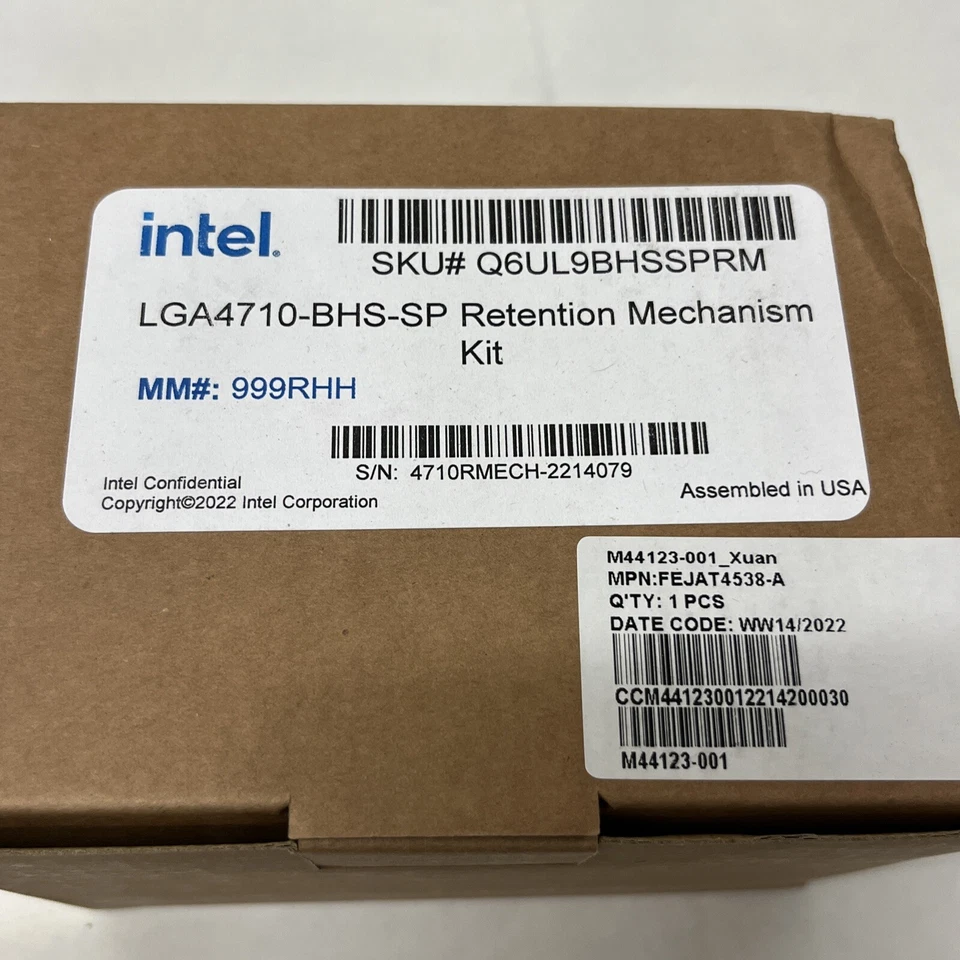 intel.
SKU# Q6UL9BHSSPRM
LGA4710-BHS-SP Retention Mechanism
Kit
MM#: 999RHH
S/N: 4710RMECH-2214079
Intel Confidential
Copyright©2022 Intel Corporation
Assembled in USA
M44123-001_Xuan
MPN:FEJAT4538-A
Q'TY: 1 PCS
DATE CODE: WW14/2022
CCM441230012214200030
M44123-001